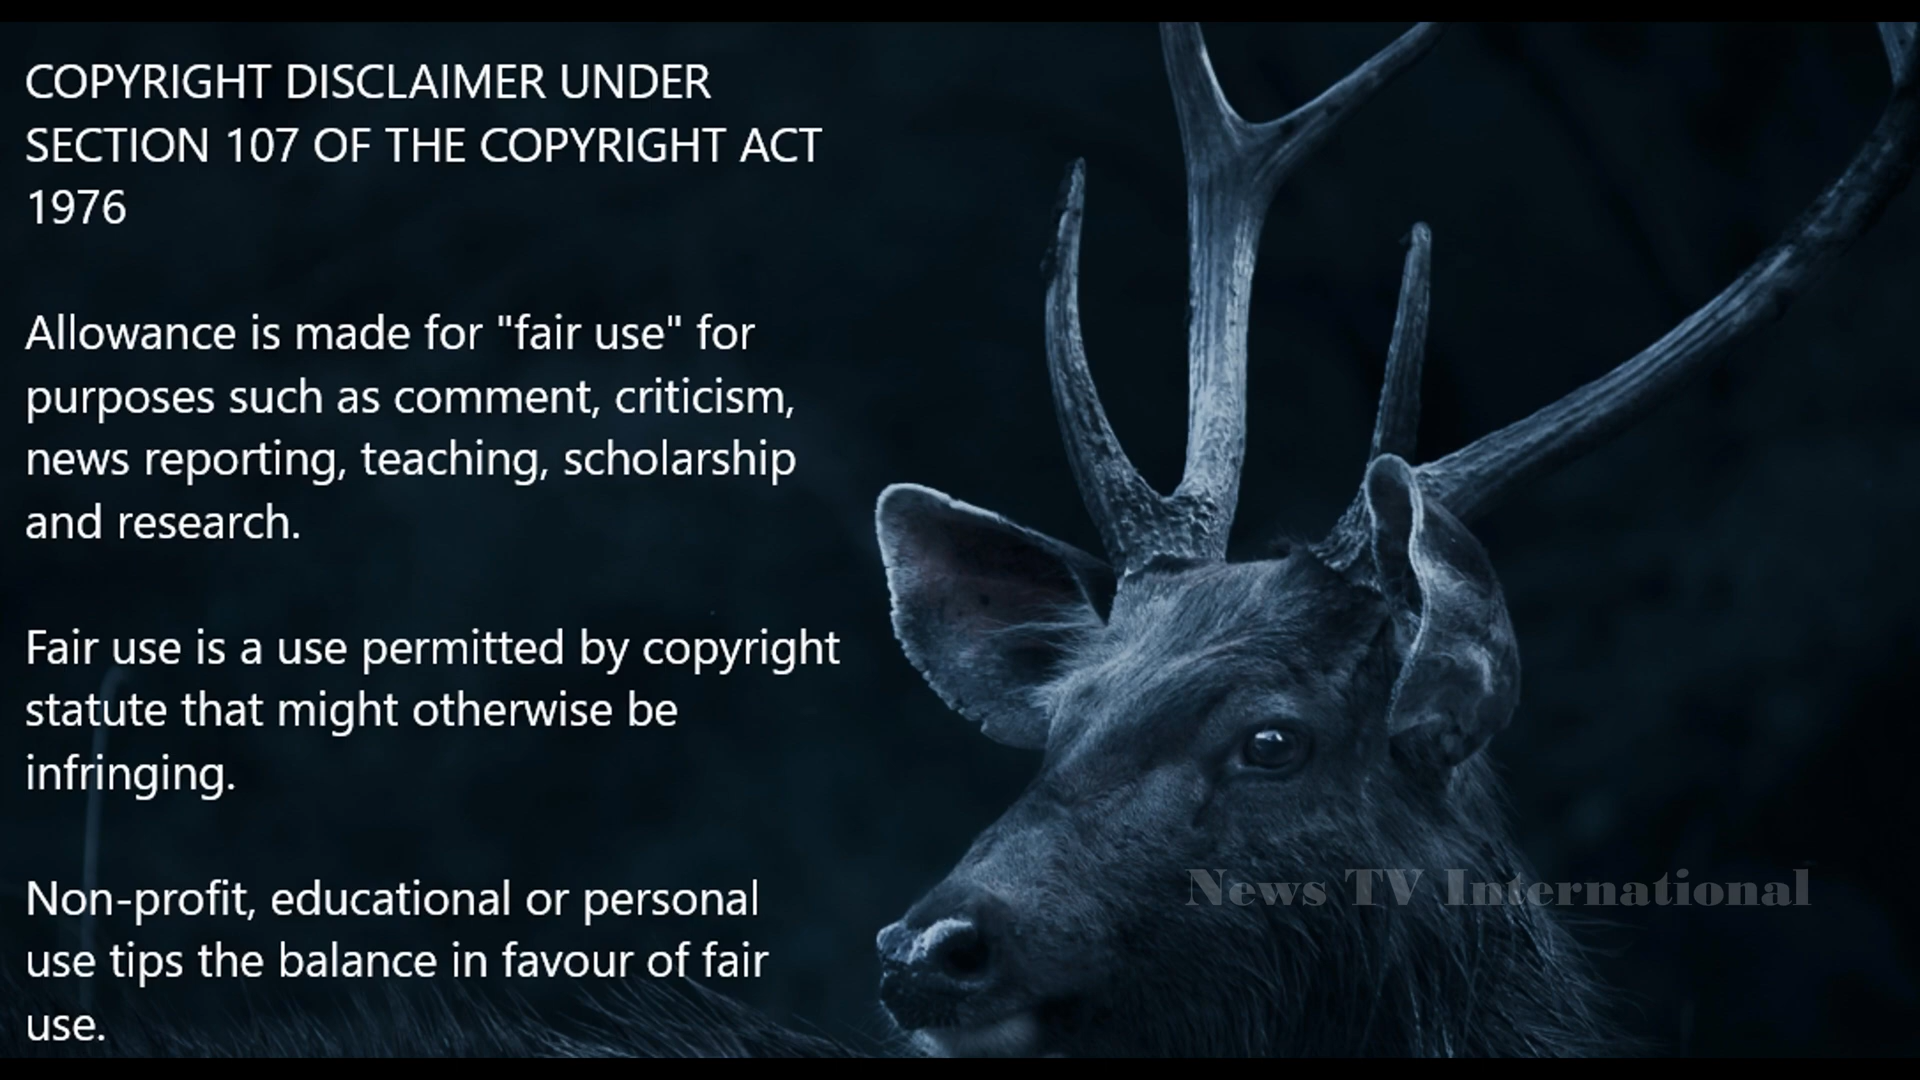 COPYRIGHT DISCLAIMER UNDER
SECTION 107 OF THE COPYRIGHT ACT
1976
Allowance is made for "fair use" for
purposes such as comment, criticism,
news reporting, teaching, scholarship
and research.
Fair use is a use permitted by copyright
statute that might otherwise be
infringing.
Non-profit, educational or personal
use tips the balance in favour of fair
use.
News TV International